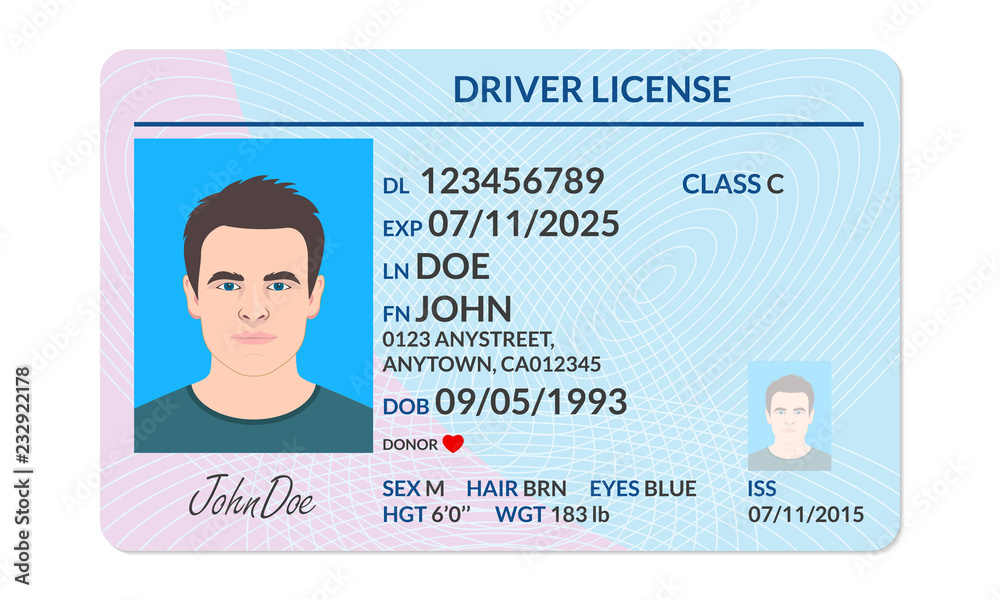 DRIVER LICENSE
DL 123456789 CLASS C
EXP 07/11/2025
LN DOE
FN JOHN
0123 ANYSTREET,
ANYTOWN, CA012345
DOB 09/05/1993
DONOR
JohnDoe
SEX M HAIR BRN EYES BLUE ISS
HGT 6'0'' WGT 183 lb 07/11/2015
Adobe Stock | #232922178
Adobe Stock